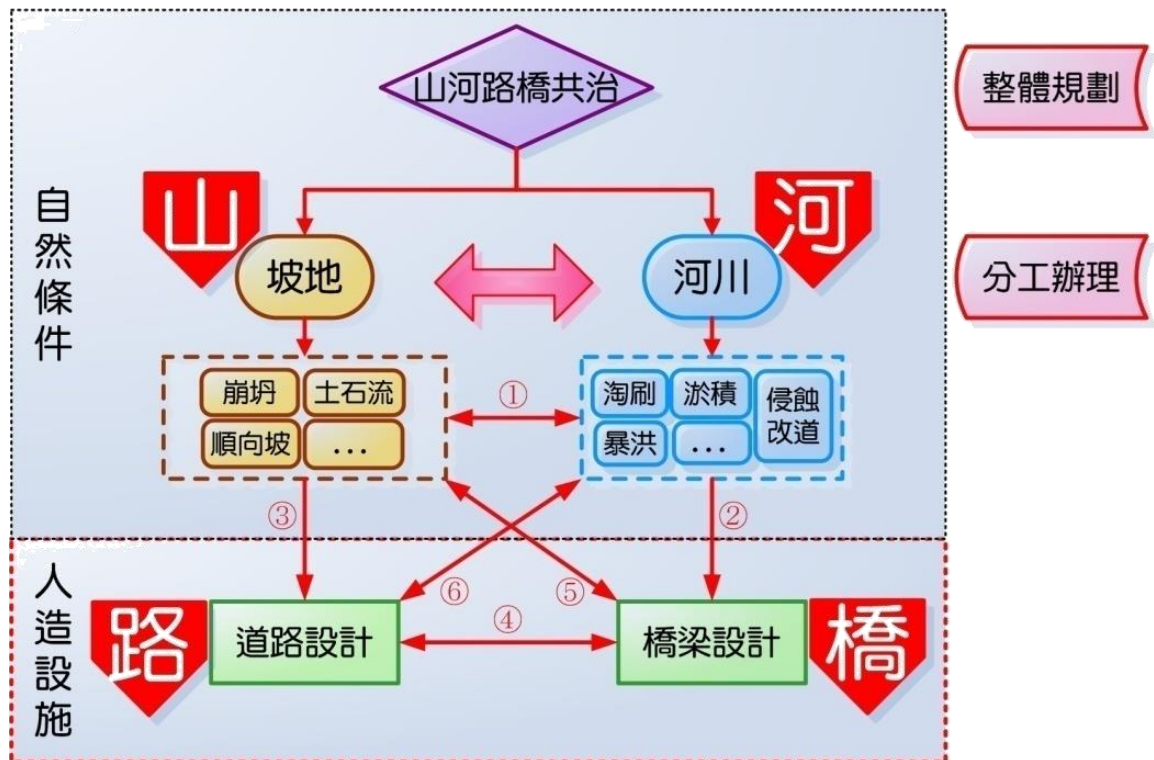 山河路橋共治
整體規劃
自然條件
山
河
坡地
河川
分工辦理
崩坍
土石流
順向坡
...
①
淘刷
淤積
侵蝕
改道
暴洪
...
③
②
⑥
⑤
人造設施
路
道路設計
④
橋梁設計
橋